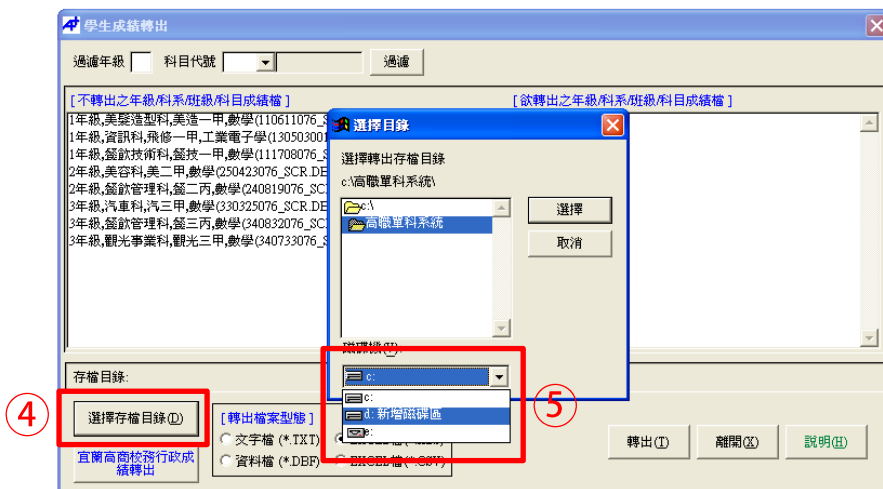 學生成績轉出
過濾年級 科目代號 過濾
[不轉出之年級/科系/班級/科目成績檔]
[欲轉出之年級/科系/班級/科目成績檔]
1年級,美髮造型科,美造一甲,數學(110611076_S
1年級,資訊科,飛修一甲,工業電子學(130503001
1年級,餐飲技術科,餐技一甲,數學(111708076_S
2年級,美容科,美二甲,數學(250423076_SCR.DE
2年級,餐飲管理科,餐二丙,數學(240819076_SC
3年級,汽車科,汽三甲,數學(330325076_SCR.DE
3年級,餐飲管理科,餐三丙,數學(340832076_SC
3年級,觀光事業科,觀光三甲,數學(340733076_S
選擇目錄
選擇轉出存檔目錄
c:\高職單科系統\
c:\
高職單科系統
選擇
取消
磁碟機(V):
c:
c:
d: 新增磁碟區
e:
⑤
存檔目錄:
④
選擇存檔目錄(D)
宜蘭高商校務行政成
績轉出
[轉出檔案型態]
文字檔 (*.TXT)
資料檔 (*.DBF)
EXCEL檔(*.CSV)
轉出(T)
離開(X)
說明(H)